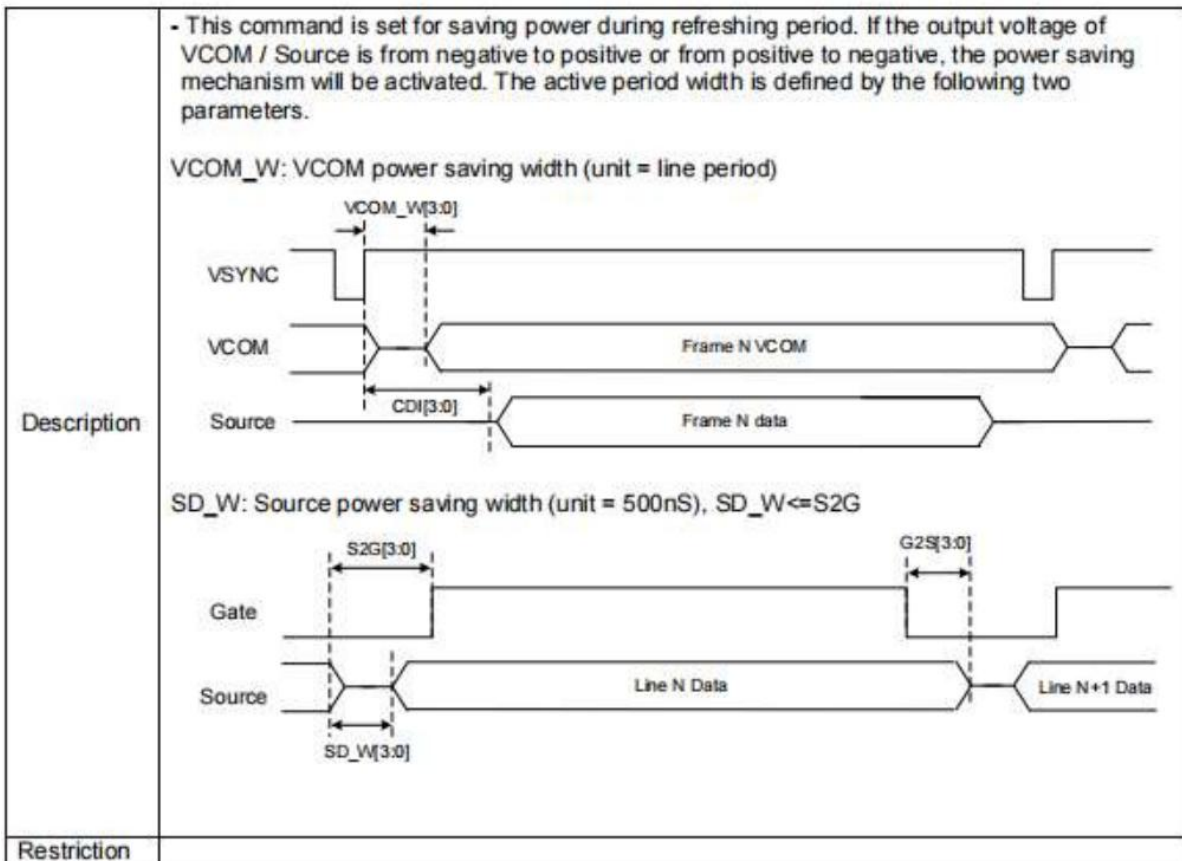 - This command is set for saving power during refreshing period. If the output voltage of
VCOM / Source is from negative to positive or from positive to negative, the power saving
mechanism will be activated. The active period width is defined by the following two
parameters.
VCOM_W: VCOM power saving width (unit = line period)
VCOM_W[3:0]
VSYNC
VCOM
Frame N VCOM
CDI[3:0]
Description
Source
Frame N data
SD_W: Source power saving width (unit = 500nS), SD_W<=S2G
S2G[3:0]
G2S[3:0]
Gate
Source
Line N Data
Line N+1 Data
SD_W[3:0]
Restriction